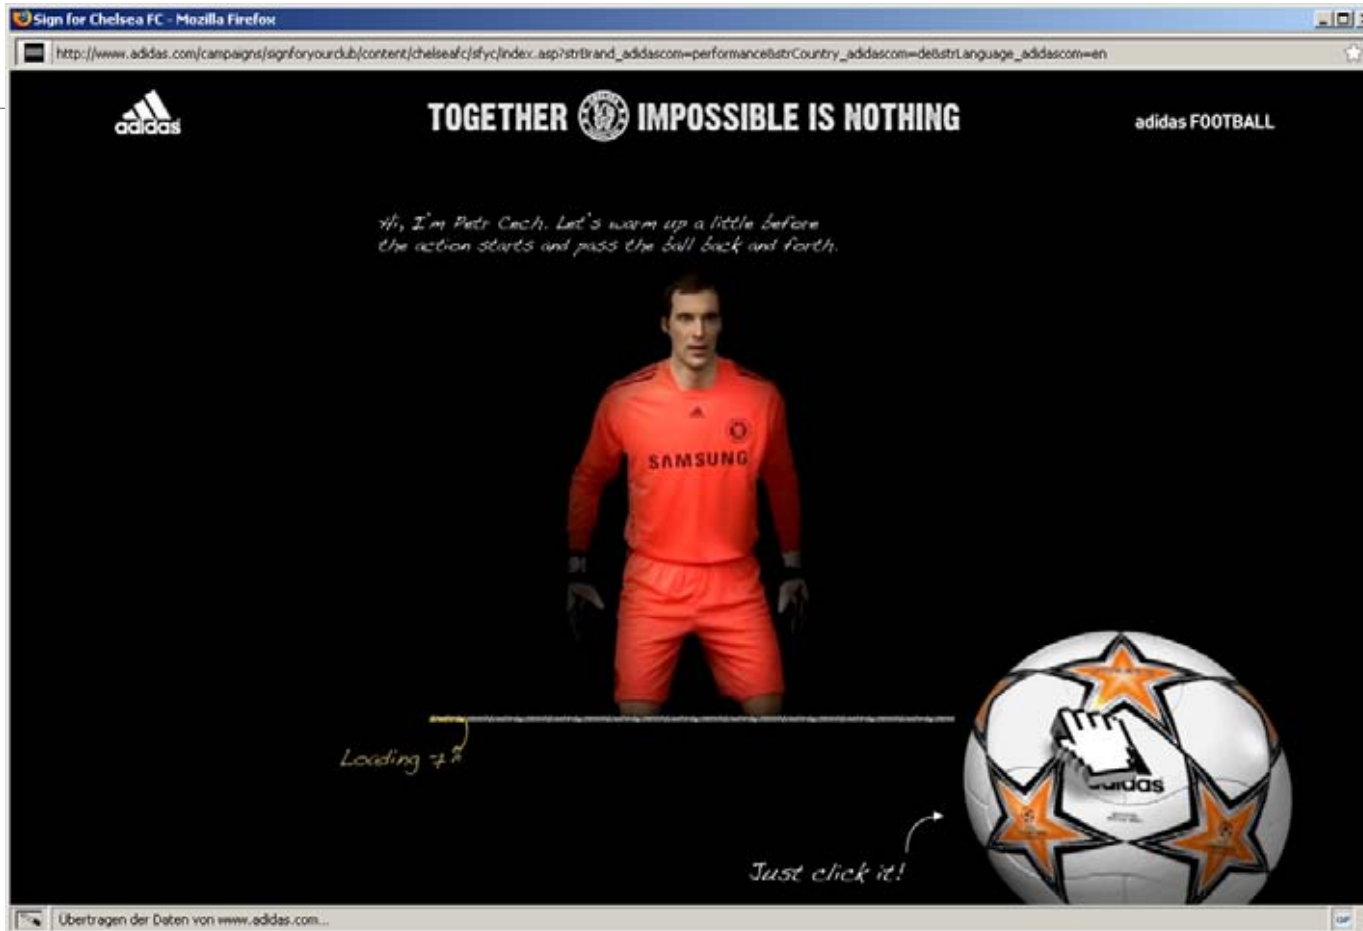 Sign for Chelsea FC - Mozilla Firefox
http://www.adidas.com/campaigns/signforyourclub/content/chelseafc/sfyc/index.asp?strBrand_adidascom=performance&strCountry_adidascom=de&strLanguage_adidascom=en
adidas
TOGETHER IMPOSSIBLE IS NOTHING
adidas FOOTBALL
Hi, I'm Petr Cech. Let's warm up a little before
the action starts and pass the ball back and forth.
SAMSUNG
Loading 7%
adidas
Just click it!
Übertragen der Daten von www.adidas.com...